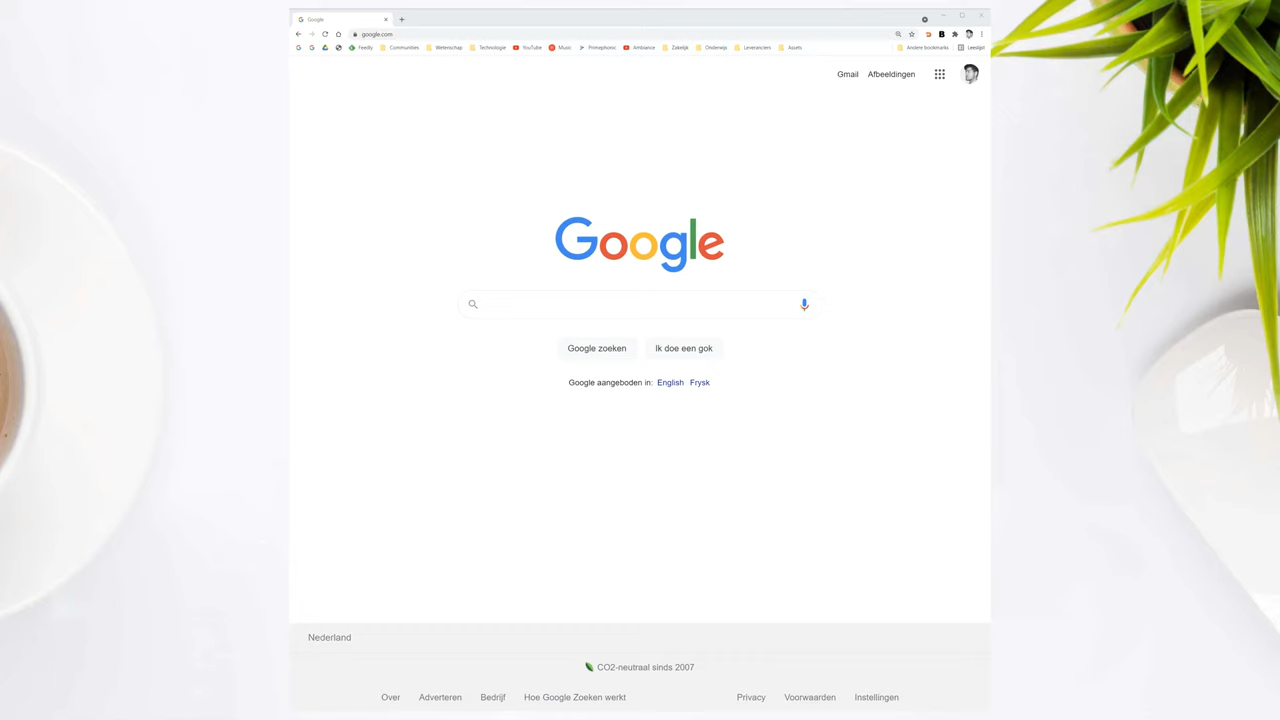 Google
google.com
Feedly Communities Wetenschap Technologie YouTube Music Primephonic Ambiance Zakelijk Onderwijs Leveranciers Assets Andere bookmarks Leeslijst
Gmail Afbeeldingen
Google
Google zoeken Ik doe een gok
Google aangeboden in: English Frysk
Nederland
CO2-neutraal sinds 2007
Over Adverteren Bedrijf Hoe Google Zoeken werkt Privacy Voorwaarden Instellingen